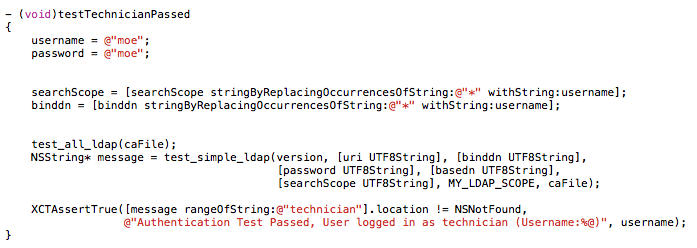 - (void)testTechnicianPassed
{
    username = @"moe";
    password = @"moe";
    searchScope = [searchScope stringByReplacingOccurrencesOfString:@"*" withString:username];
    binddn = [binddn stringByReplacingOccurrencesOfString:@"*" withString:username];
    test_all_ldap(caFile);
    NSString* message = test_simple_ldap(version, [uri UTF8String], [binddn UTF8String],
                                         [password UTF8String], [basedn UTF8String],
                                         [searchScope UTF8String], MY_LDAP_SCOPE, caFile);
    XCTAssertTrue([message rangeOfString:@"technician"].location != NSNotFound,
                  @"Authentication Test Passed, User logged in as technician (Username:%@)", username);
}